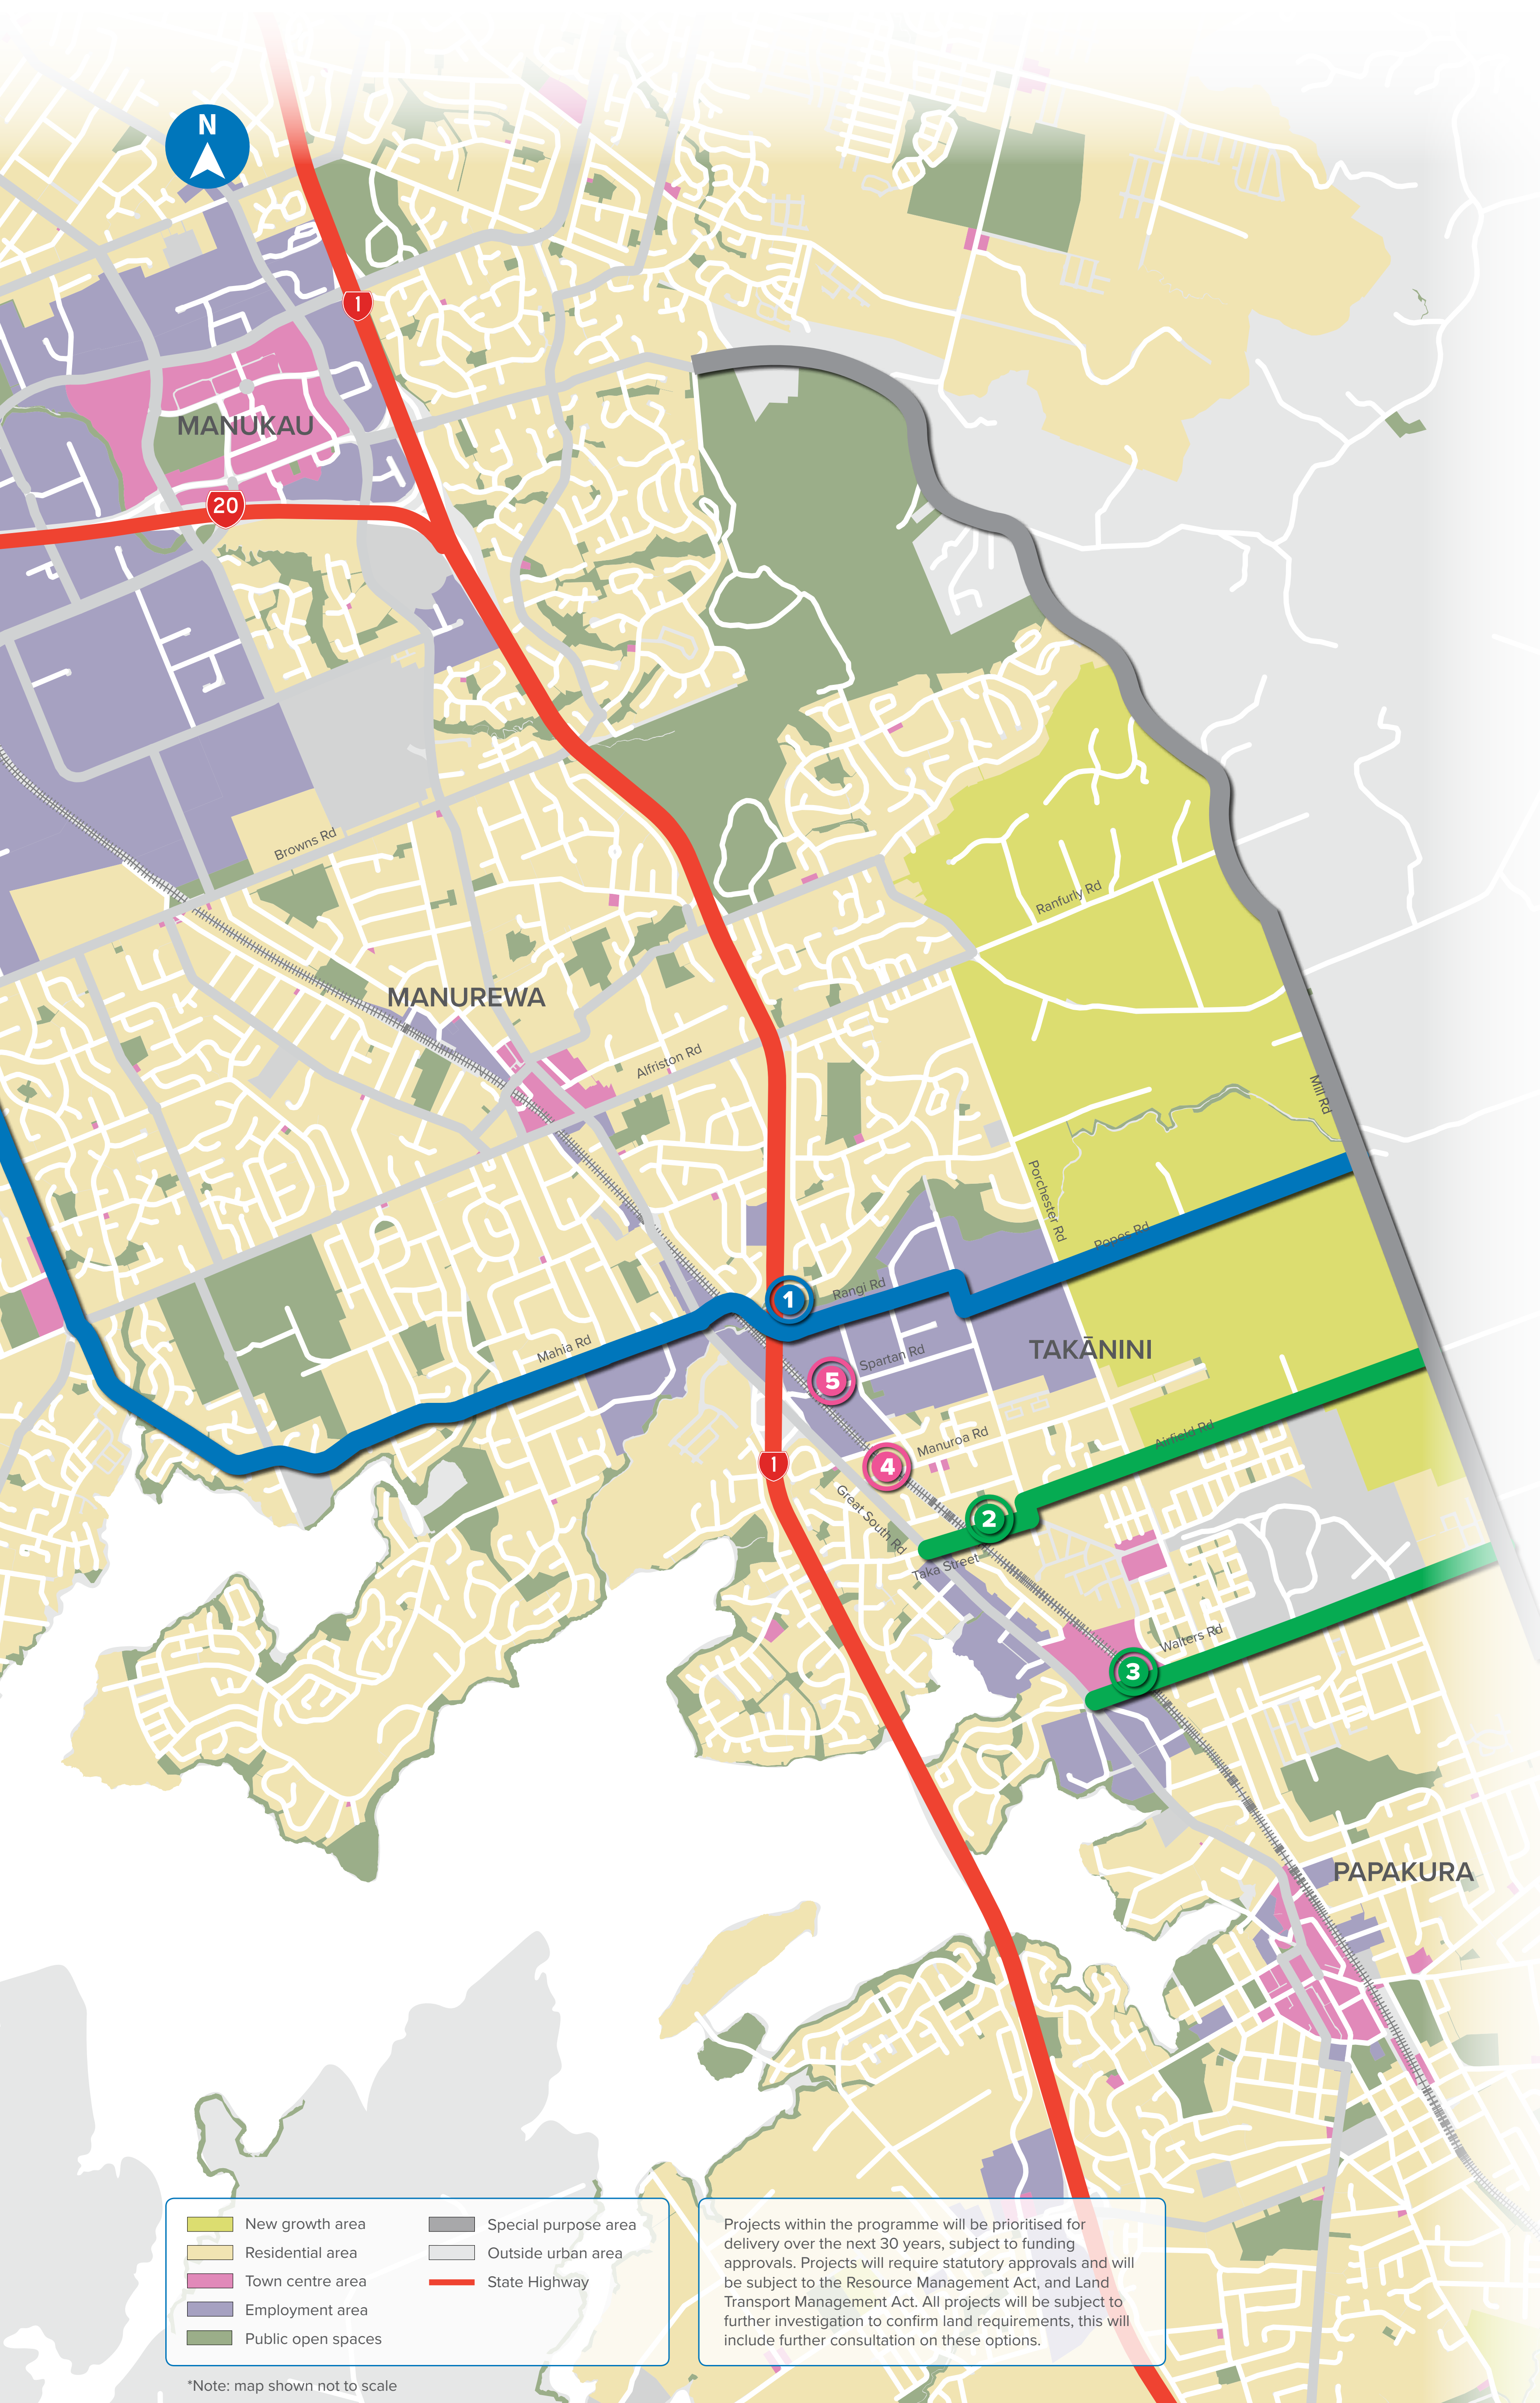 N
1
MANUKAU
20
Browns Rd
Ranfurly Rd
MANUREWA
Alfriston Rd
Mill Rd
Porchester Rd
Popes Rd
1
Rangi Rd
Mahia Rd
TAKĀNINI
Spartan Rd
5
Airfield Rd
Manuroa Rd
4
1
Great South Rd
2
Taka Street
Walters Rd
3
PAPAKURA
New growth area
Residential area
Town centre area
Employment area
Public open spaces
Special purpose area
Outside urban area
State Highway
Projects within the programme will be prioritised for
delivery over the next 30 years, subject to funding
approvals. Projects will require statutory approvals and will
be subject to the Resource Management Act, and Land
Transport Management Act. All projects will be subject to
further investigation to confirm land requirements, this will
include further consultation on these options.
*Note: map shown not to scale